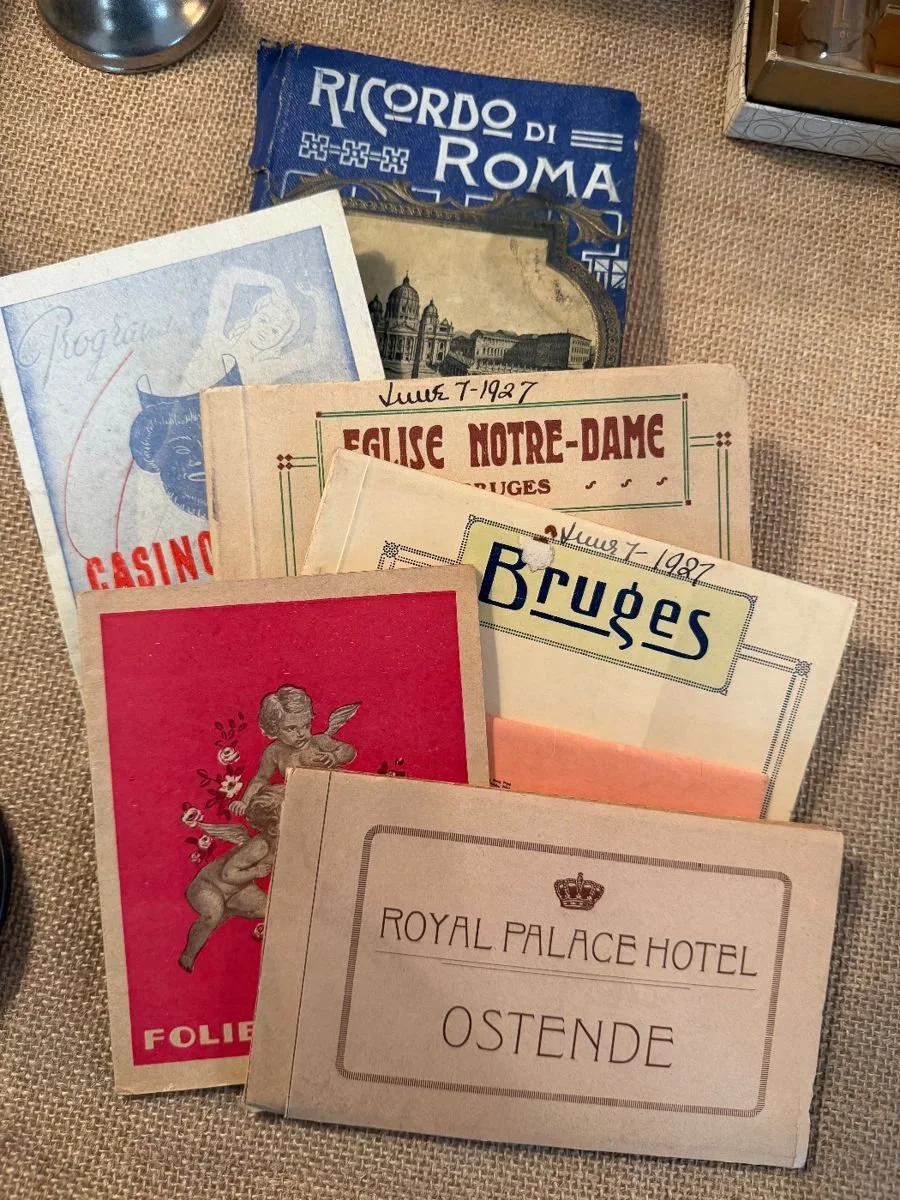 RICORDO DI
ROMA
Program
CASINO
June 7-1927
EGLISE NOTRE-DAME
BRUGES
June 7-1927
Bruges
FOLIE
ROYAL PALACE HOTEL
OSTENDE